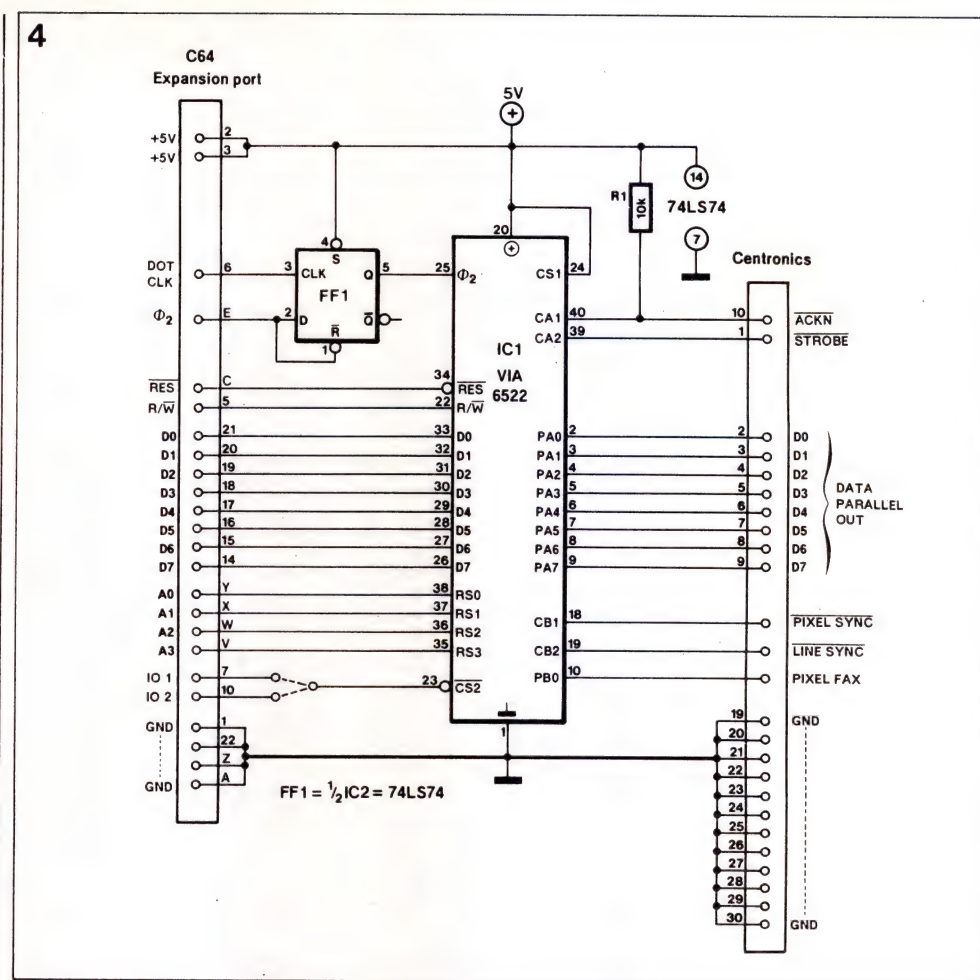 4
C64
Expansion port
+5V 2
+5V 3
DOT
CLK
6
Φ2 E
RES C
R/W 5
D0 21
D1 20
D2 19
D3 18
D4 17
D5 16
D6 15
D7 14
A0 Y
A1 X
A2 W
A3 V
IO 1 7
IO 2 10
GND 1
22
Z
GND A
4
S
3 CLK Q 5
FF1
2 D Q
R
1
FF1 = 1/2 IC2 = 74LS74
5V
+
20
+
25 Φ2
CS1 24
CA1 40
CA2 39
IC1
VIA
6522
34 RES
22 R/W
33 D0 PA0 2
32 D1 PA1 3
31 D2 PA2 4
30 D3 PA3 5
29 D4 PA4 6
28 D5 PA5 7
27 D6 PA6 8
26 D7 PA7 9
38 RS0
37 RS1
36 RS2
35 RS3
23 CS2
CB1 18
CB2 19
PB0 10
1
R1
10k
14
74LS74
7
Centronics
10 ACKN
1 STROBE
2 D0
3 D1
4 D2
5 D3
6 D4
7 D5
8 D6
9 D7
DATA
PARALLEL
OUT
PIXEL SYNC
LINE SYNC
PIXEL FAX
19 GND
20
21
22
23
24
25
26
27
28
29
30 GND